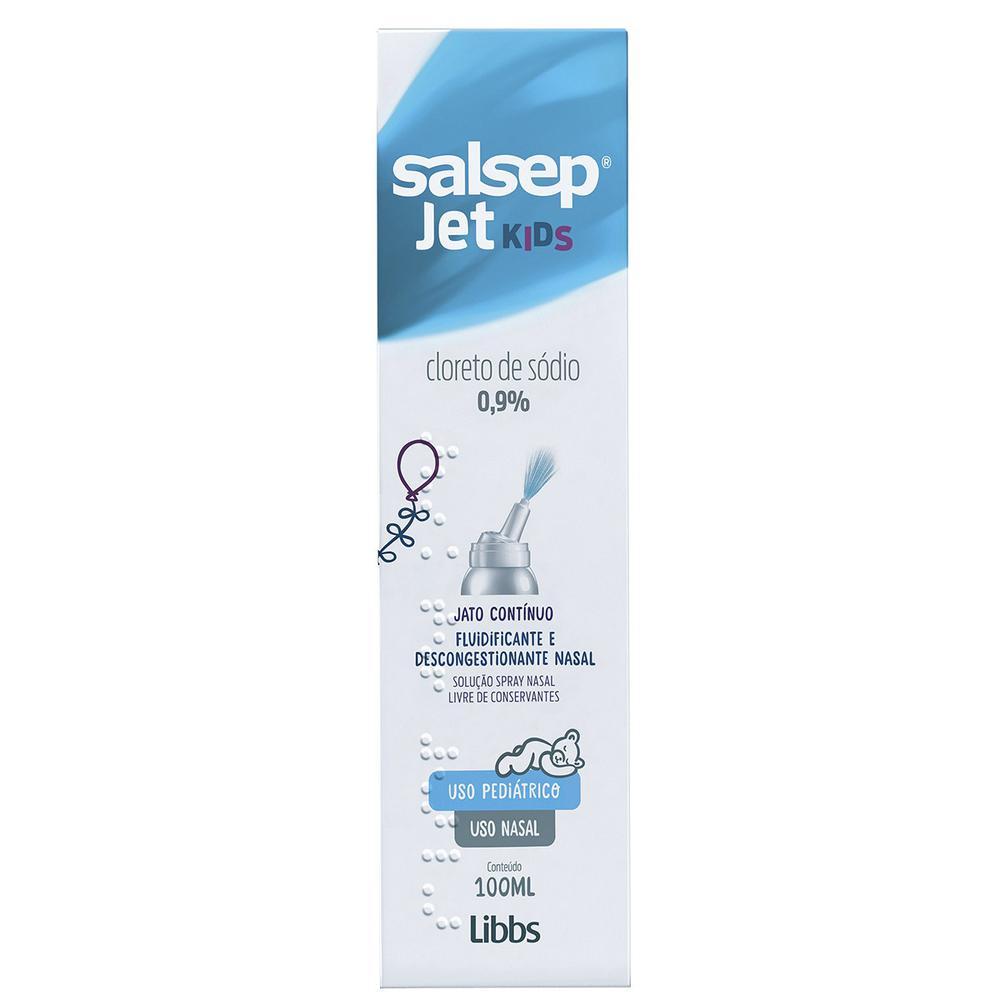 salsep®
Jet KIDS
cloreto de sódio
0,9%
JATO CONTÍNUO
FLUIDIFICANTE E
DESCONGESTIONANTE NASAL
SOLUÇÃO SPRAY NASAL
LIVRE DE CONSERVANTES
USO PEDIÁTRICO
USO NASAL
Conteúdo
100ML
Libbs